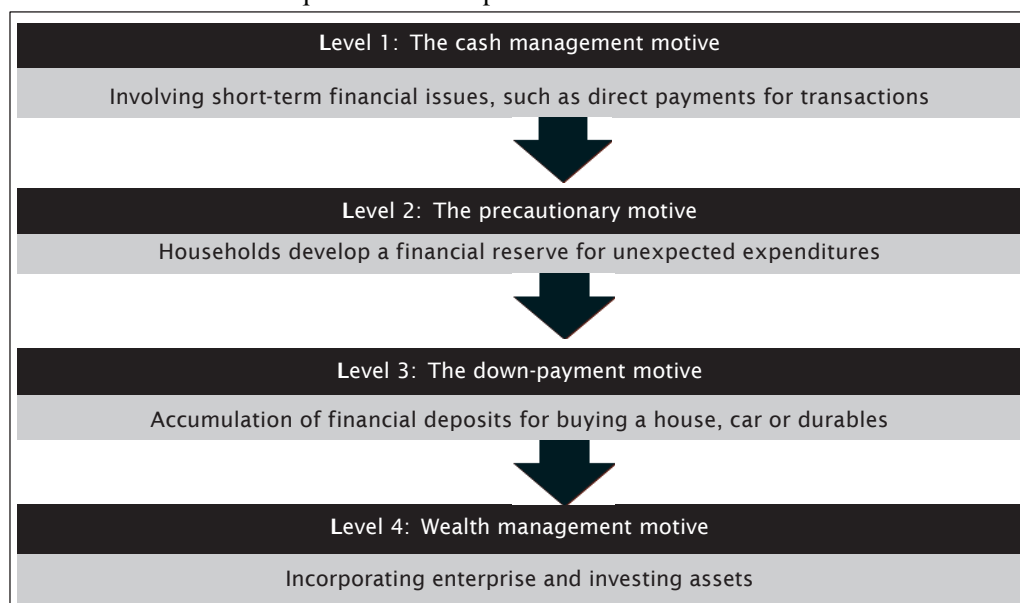 Level 1: The cash management motive
Involving short-term financial issues, such as direct payments for transactions
Level 2: The precautionary motive
Households develop a financial reserve for unexpected expenditures
Level 3: The down-payment motive
Accumulation of financial deposits for buying a house, car or durables
Level 4: Wealth management motive
Incorporating enterprise and investing assets